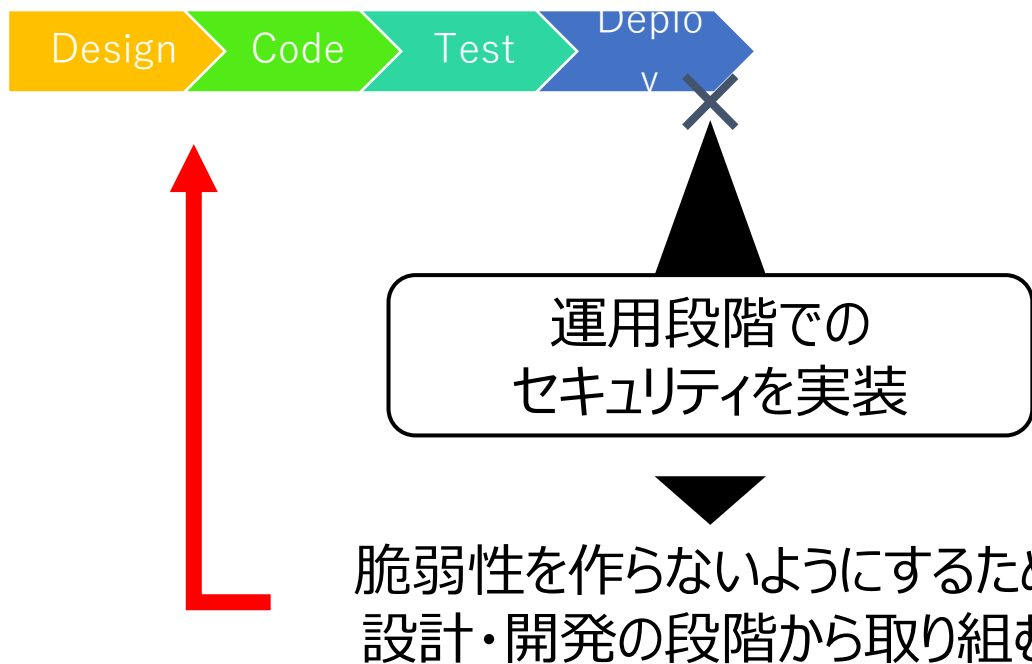 Design
Code
Test
Deplo
y
運用段階での
セキュリティを実装
脆弱性を作らないようにするため
設計・開発の段階から取り組む